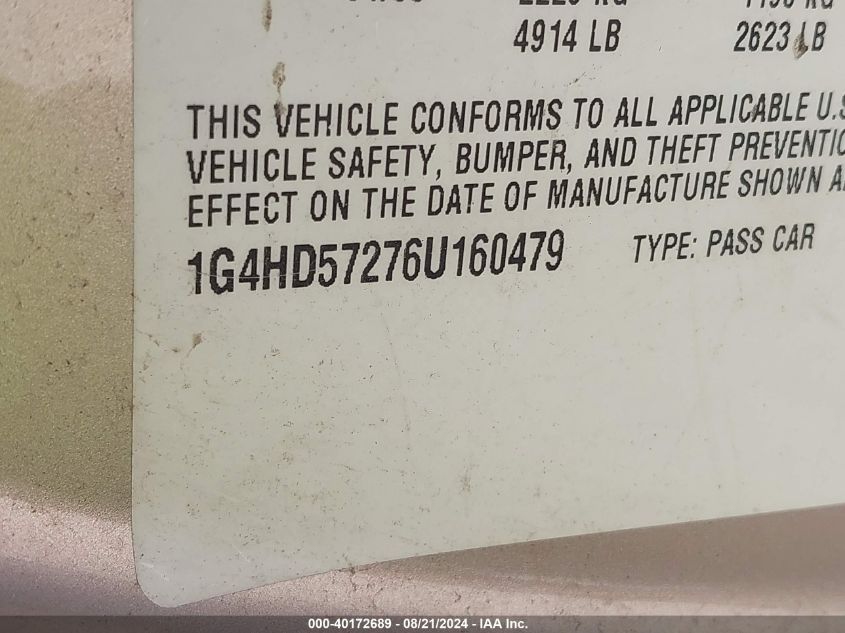 4914 LB 2623 LB
THIS VEHICLE CONFORMS TO ALL APPLICABLE U.S
VEHICLE SAFETY, BUMPER, AND THEFT PREVENTIO
EFFECT ON THE DATE OF MANUFACTURE SHOWN A
1G4HD57276U160479 TYPE: PASS CAR
000-40172689 - 08/21/2024 - IAA Inc.